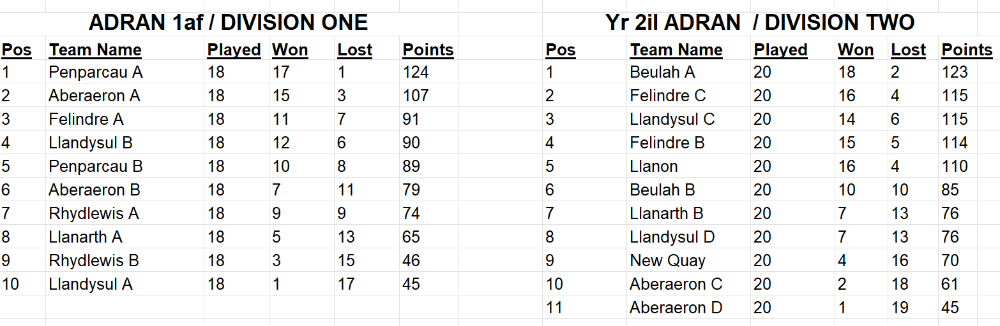 ADRAN 1af / DIVISION ONE
Pos Team Name Played Won Lost Points
1 Penparcau A 18 17 1 124
2 Aberaeron A 18 15 3 107
3 Felindre A 18 11 7 91
4 Llandysul B 18 12 6 90
5 Penparcau B 18 10 8 89
6 Aberaeron B 18 7 11 79
7 Rhydlewis A 18 9 9 74
8 Llanarth A 18 5 13 65
9 Rhydlewis B 18 3 15 46
10 Llandysul A 18 1 17 45
Yr 2il ADRAN / DIVISION TWO
Pos Team Name Played Won Lost Points
1 Beulah A 20 18 2 123
2 Felindre C 20 16 4 115
3 Llandysul C 20 14 6 115
4 Felindre B 20 15 5 114
5 Llanon 20 16 4 110
6 Beulah B 20 10 10 85
7 Llanarth B 20 7 13 76
8 Llandysul D 20 7 13 76
9 New Quay 20 4 16 70
10 Aberaeron C 20 2 18 61
11 Aberaeron D 20 1 19 45